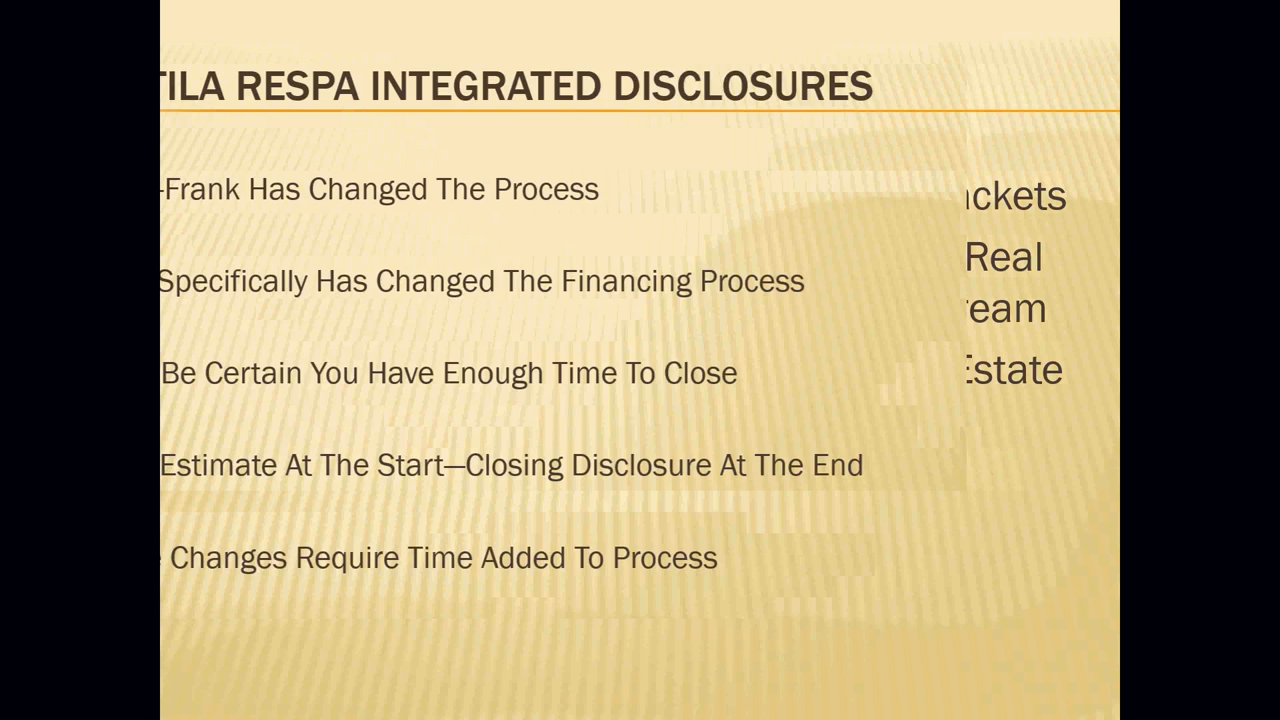 TILA RESPA INTEGRATED DISCLOSURES
-Frank Has Changed The Process
Specifically Has Changed The Financing Process
Be Certain You Have Enough Time To Close
Estimate At The Start—Closing Disclosure At The End
Changes Require Time Added To Process
ckets
Real
eam
Estate